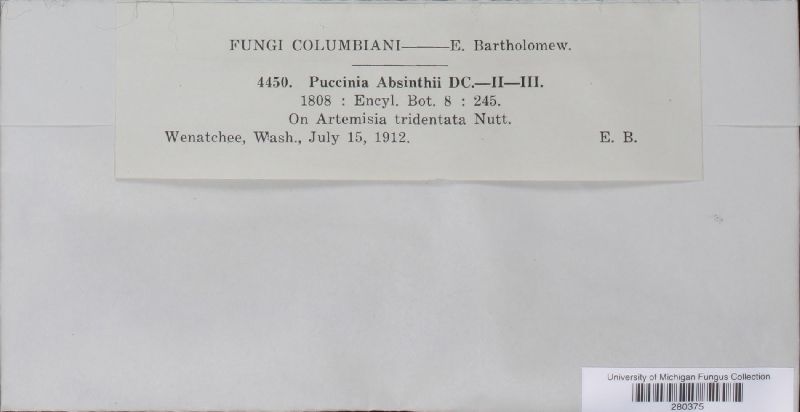 FUNGI COLUMBIANI———E. Bartholomew.
4450. Puccinia Absinthii DC.—II—III.
1808 : Encyl. Bot. 8 : 245.
On Artemisia tridentata Nutt.
Wenatchee, Wash., July 15, 1912. E. B.
University of Michigan Fungus Collection
280375